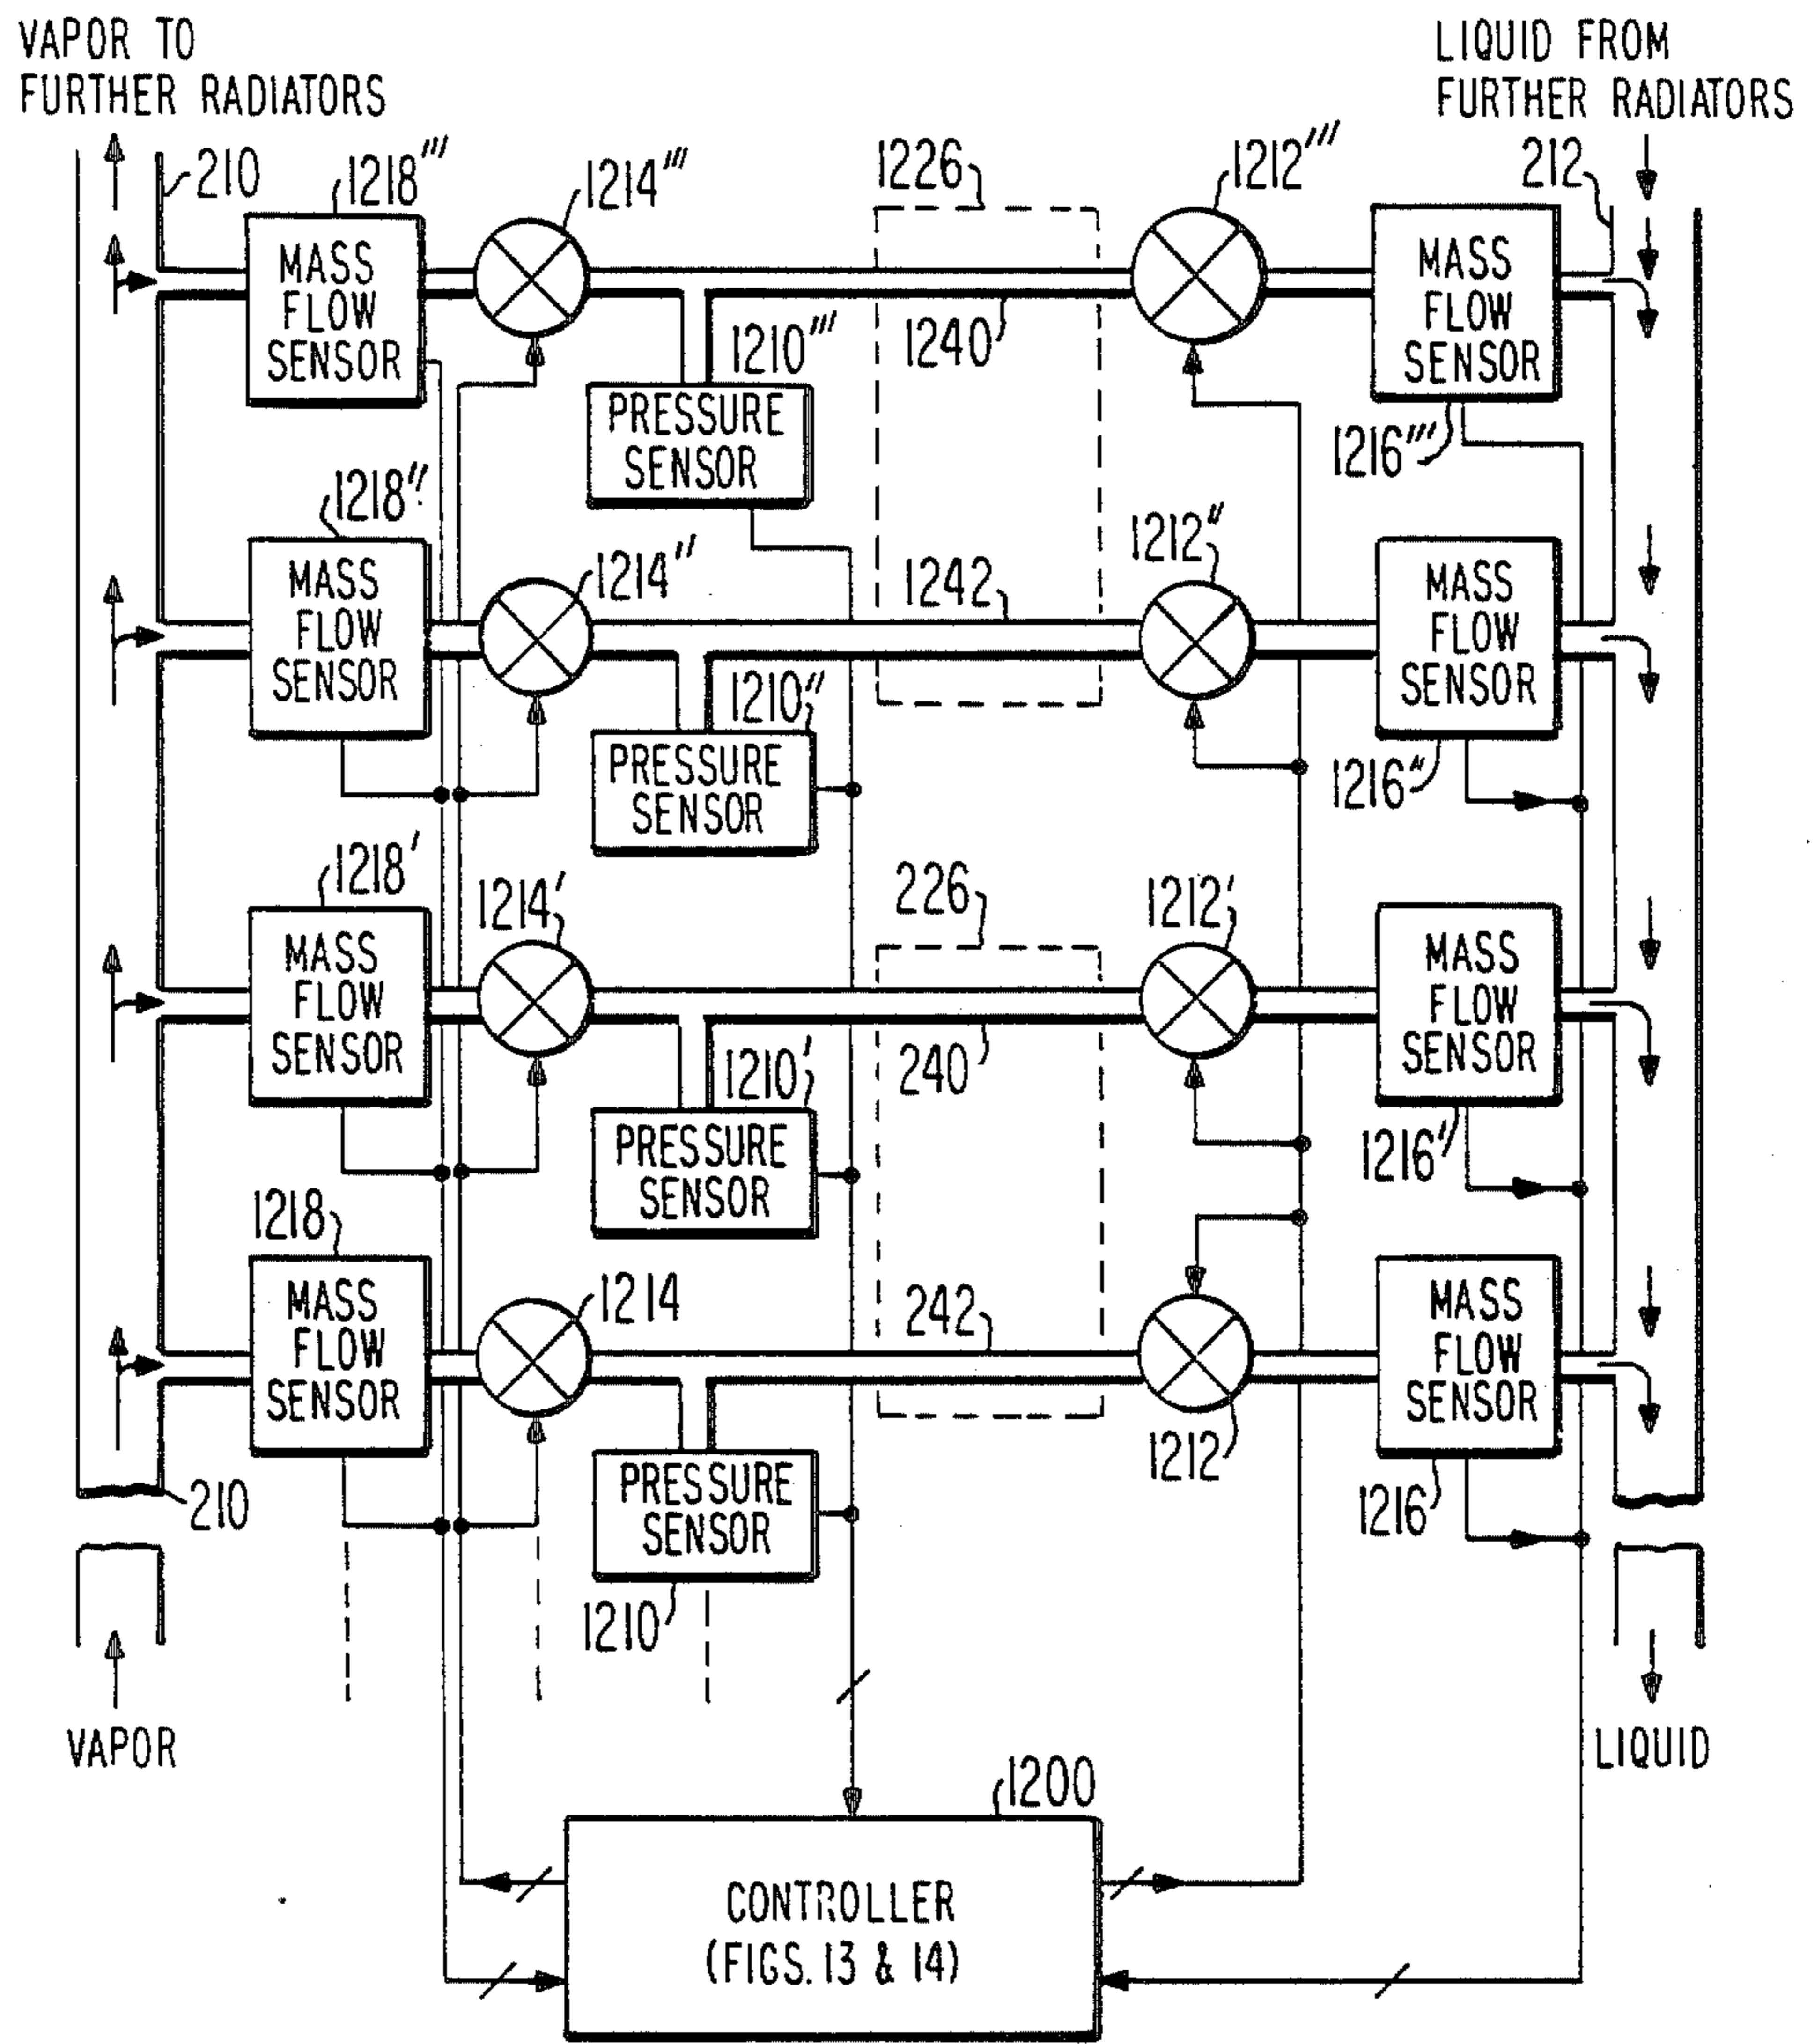 VAPOR TO
FURTHER RADIATORS
LIQUID FROM
FURTHER RADIATORS
210
1218'''
1214'''
1226
1212'''
212
MASS
FLOW
SENSOR
MASS
FLOW
SENSOR
1210'''
1240
PRESSURE
SENSOR
1216'''
1218''
1214''
1242
1212''
MASS
FLOW
SENSOR
MASS
FLOW
SENSOR
1210''
PRESSURE
SENSOR
1216''
1218'
1214'
226
1212'
MASS
FLOW
SENSOR
MASS
FLOW
SENSOR
1210'
240
PRESSURE
SENSOR
1216'
1218
1214
242
MASS
FLOW
SENSOR
MASS
FLOW
SENSOR
1212
210
PRESSURE
SENSOR
1216
1210
VAPOR
LIQUID
1200
CONTROLLER
(FIGS. 13 & 14)